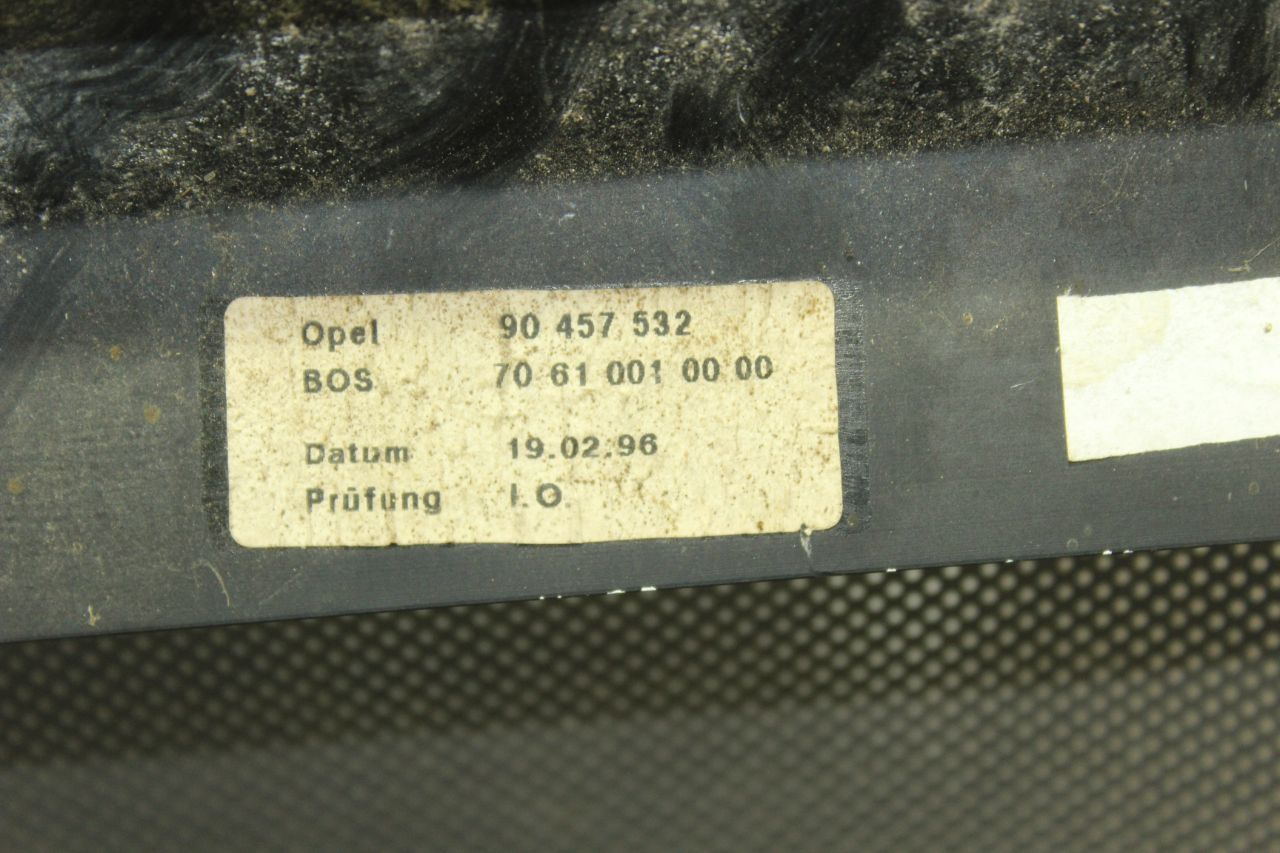 Opel 90 457 532
BOS 70 61 001 00 00
Datum 19.02.96
Prüfung I.O.